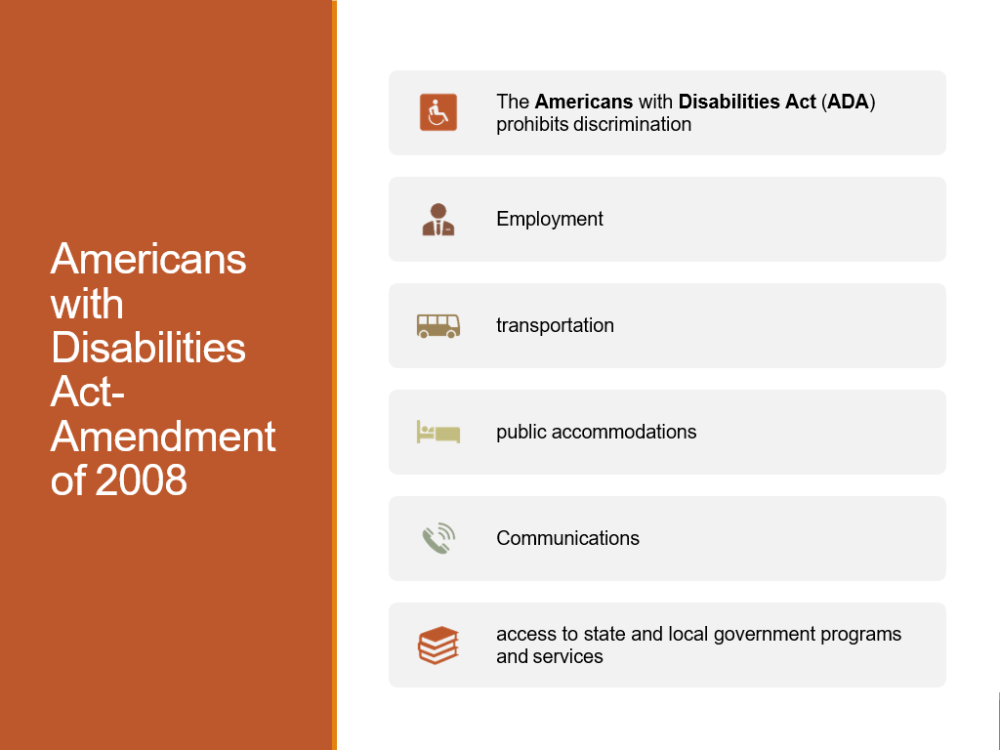 Americans
with
Disabilities
Act-
Amendment
of 2008
The Americans with Disabilities Act (ADA)
prohibits discrimination
Employment
transportation
public accommodations
Communications
access to state and local government programs
and services